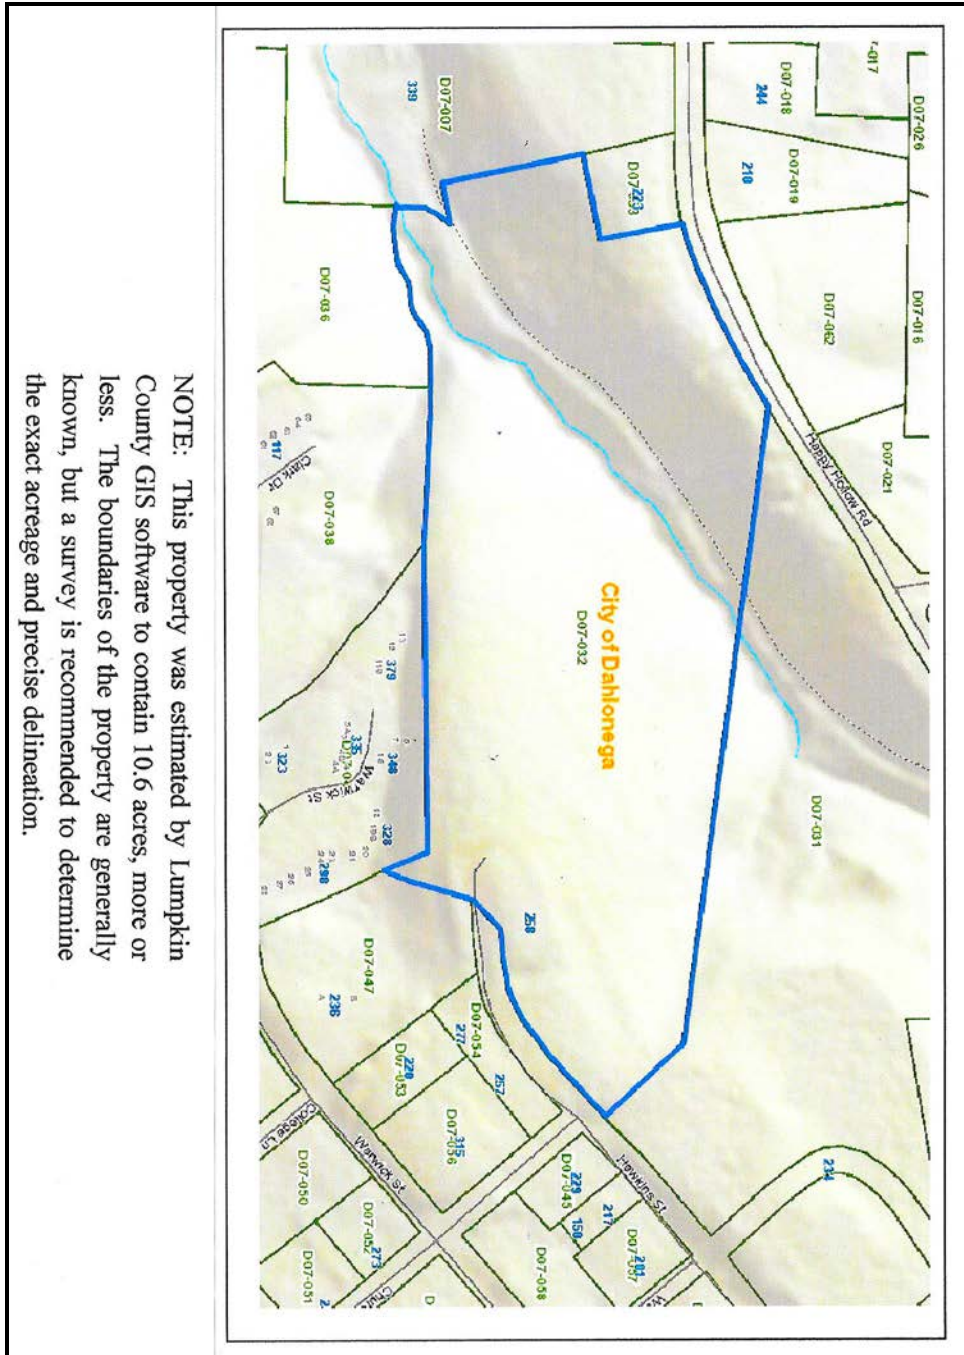 7-017
D07-026
D07-018
244
D07-019
210
D07-016
D07-062
D07-021
Happy Hollow Rd
D07-007
339
223
City of Dahlonega
D07-032
D07-031
D07-036
117
Clark Dr
D07-038
379
335
348
323
328
298
Warwick St
258
D07-047
236
B
A
D07-054
277
257
220
D07-053
315
D07-056
Hawkins St
234
229
D07-045
217
150
201
D07-057
D07-058
Warwick St
College Ln
D07-050
D07-052
273
D07-051
D
NOTE: This property was estimated by Lumpkin
County GIS software to contain 10.6 acres, more or
less. The boundaries of the property are generally
known, but a survey is recommended to determine
the exact acreage and precise delineation.